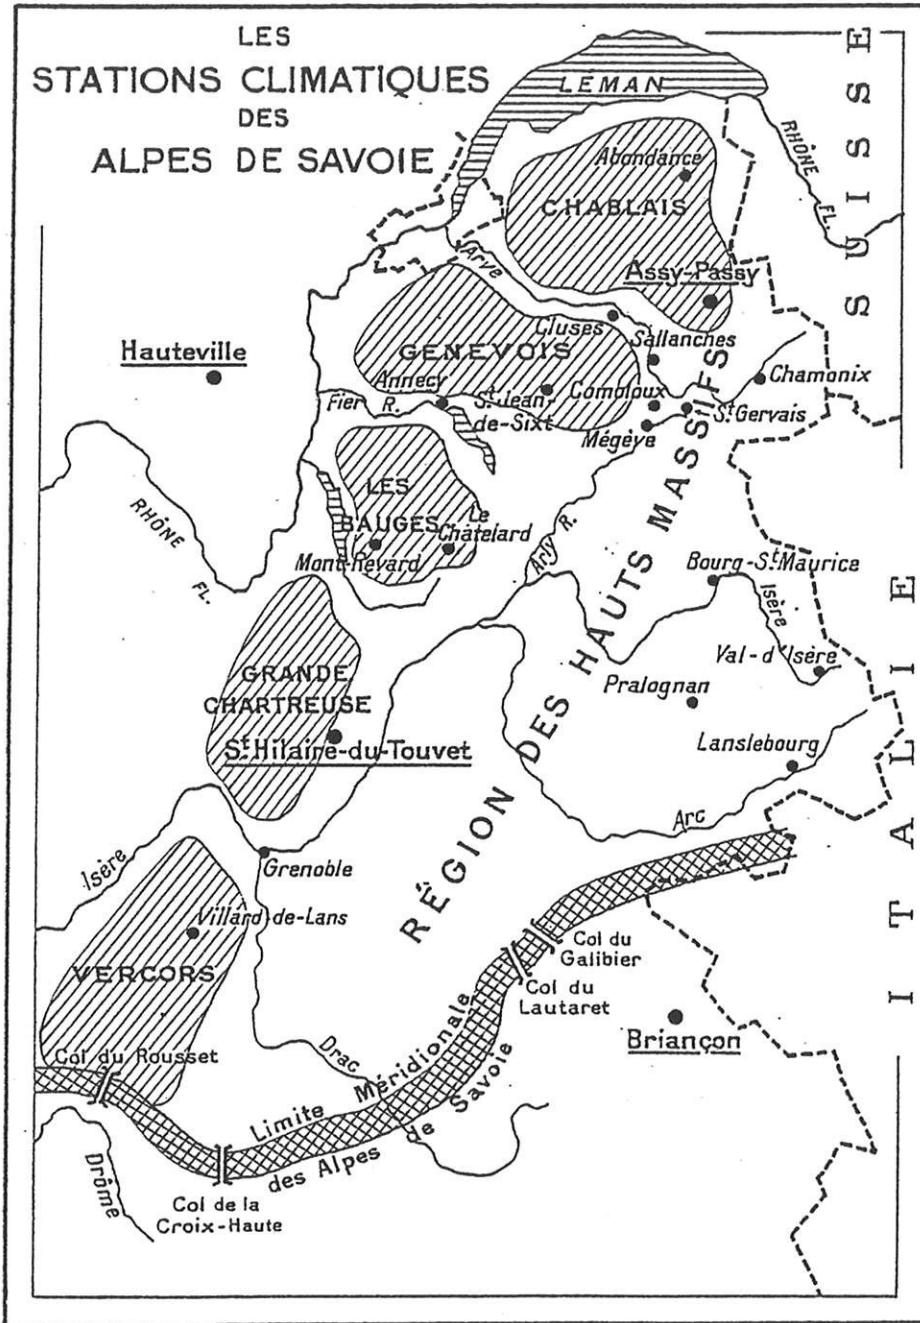 LES
STATIONS CLIMATIQUES
DES
ALPES DE SAVOIE
LÉMAN
SUISSE
RHÔNE FL.
Abondance
CHABLAIS
Arve
Assy-Passy
Cluses
Sallanches
GENEVOIS
Hauteville
Annecy
Fier R.
St Jean-
de-Sixt
Combloux
Chamonix
St Gervais
Mégève
LES
BAUGES
Le
Châtelard
Mont-Revard
RHÔNE FL.
Arly R.
Bourg-St Maurice
Isère
Val-d'Isère
Pralognan
Lanslebourg
RÉGION DES HAUTS MASSIFS
GRANDE
CHARTREUSE
St Hilaire-du-Touvet
ITALIE
Arc
Isère
Grenoble
Villard-de-Lans
VERCORS
Col du
Galibier
Col du
Lautaret
Briançon
Col du Rousset
Drac
Limite Méridionale
des Alpes de Savoie
Drôme
Col de la
Croix-Haute